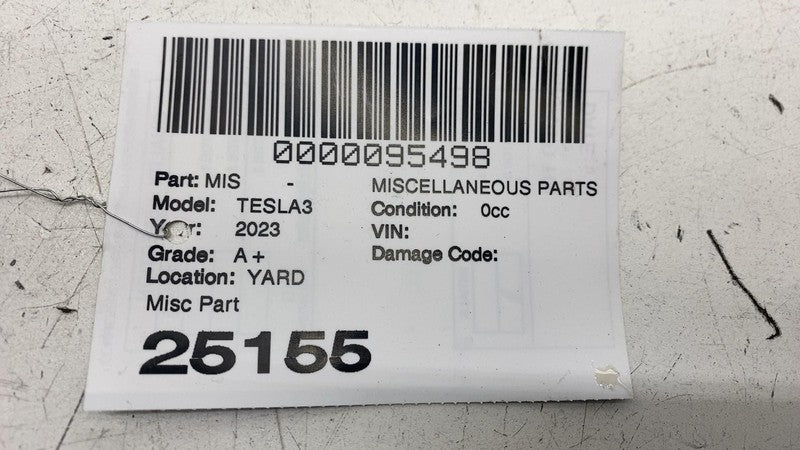 0000095498
Part: MIS - MISCELLANEOUS PARTS
Model: TESLA3 Condition: 0cc
Year: 2023 VIN:
Grade: A+ Damage Code:
Location: YARD
Misc Part
25155